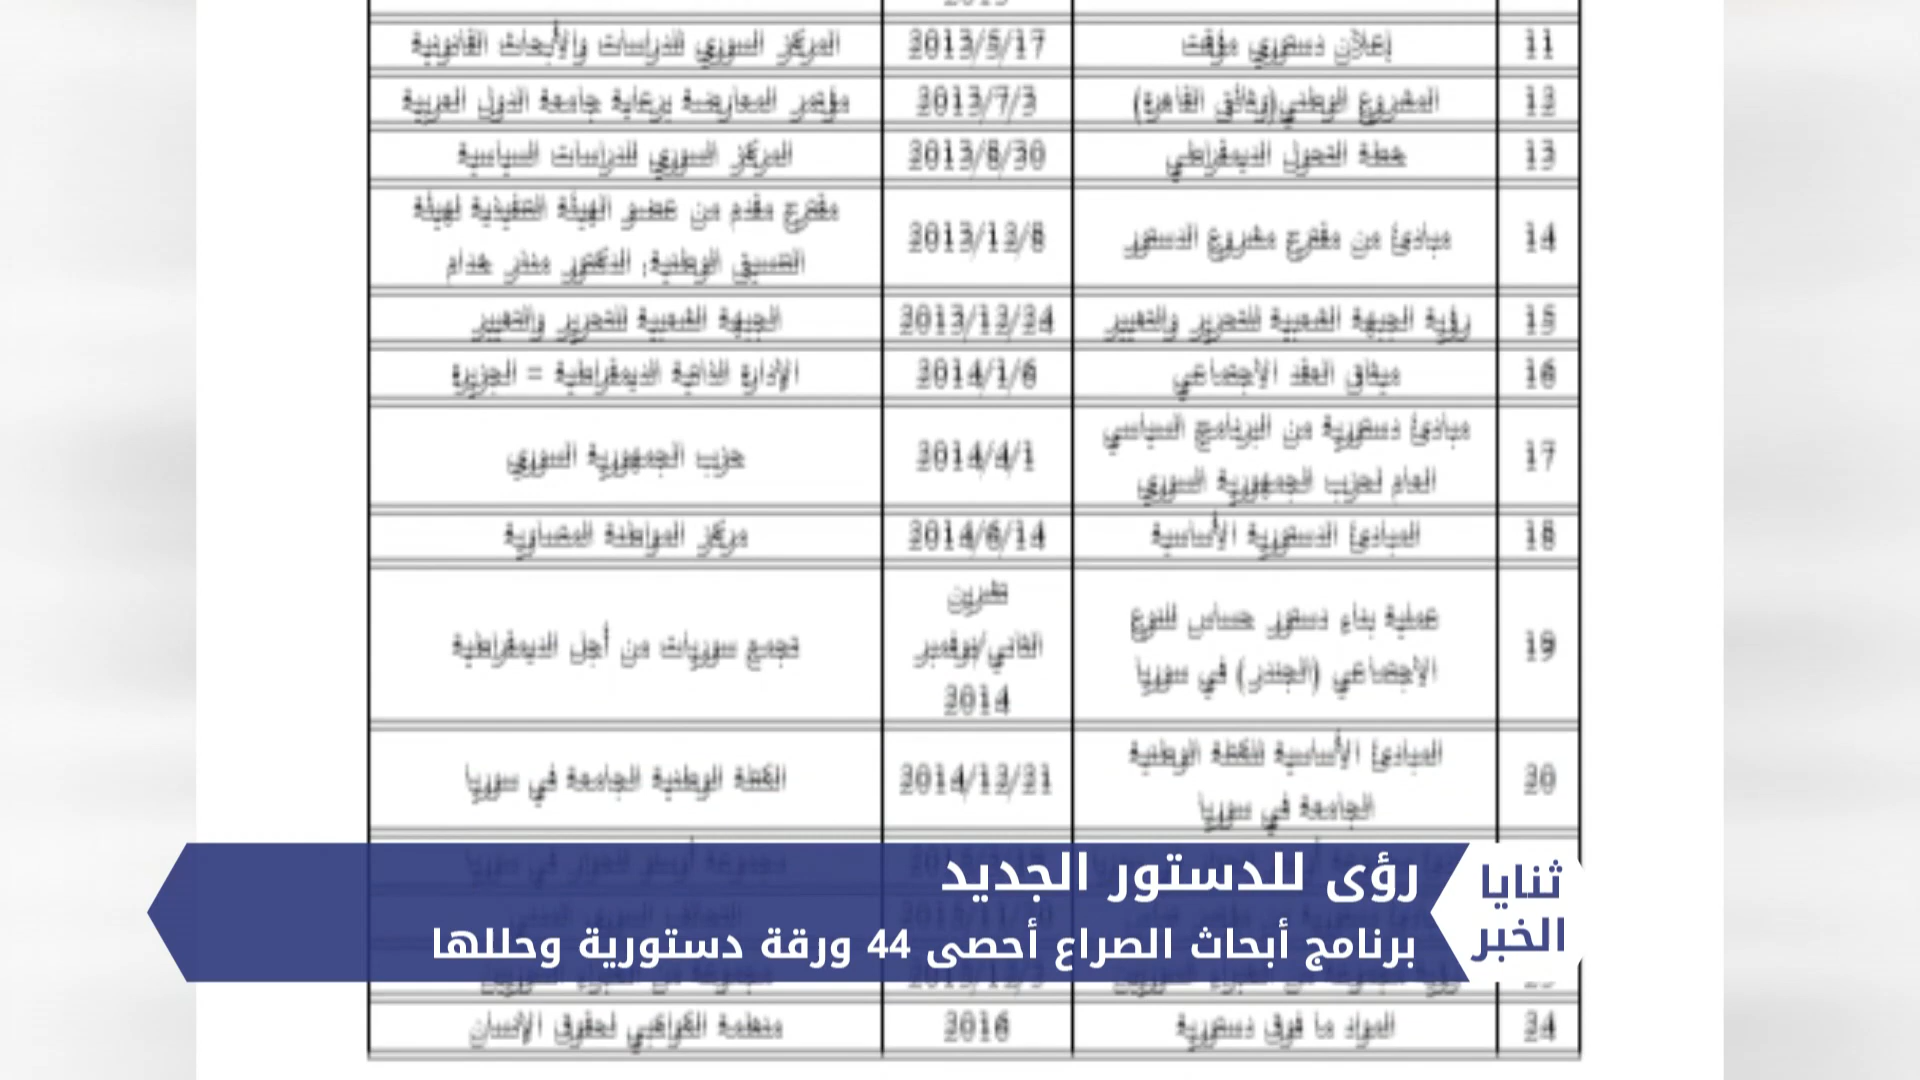 11 إعلان دستوري مؤقت 2013/5/17 المركز السوري للدراسات والأبحاث القانونية
12 المشروع الوطني(وثائق القاهرة) 2013/7/3 مؤتمر المعارضة برعاية جامعة الدول العربية
13 خطة التحول الديمقراطي 2013/8/30 المركز السوري للدراسات السياسية
14 مبادئ من مقترح مشروع الدستور 2013/12/8 مقترح مقدم من عضو الهيئة التنفيذية لهيئة
التنسيق الوطنية: الدكتور منذر خدام
15 رؤية الجبهة الشعبية للتحرير والتغيير 2013/12/24 الجبهة الشعبية للتحرير والتغيير
16 ميثاق العقد الاجتماعي 2014/1/6 الإدارة الذاتية الديمقراطية = الجزيرة
17 مبادئ دستورية من البرنامج السياسي
العام لحزب الجمهورية السوري 2014/4/1 حزب الجمهورية السوري
18 المبادئ الدستورية الأساسية 2014/6/14 مركز المواطنة المتساوية
19 عملية بناء دستور حساس للنوع
الاجتماعي (الجندر) في سوريا
تشرين
الثاني/نوفمبر
2014
تجمع سوريات من أجل الديمقراطية
20 المبادئ الأساسية للكتلة الوطنية
الجامعة في سوريا 2014/12/21 الكتلة الوطنية الجامعة في سوريا
ثنايا
الخبر
رؤى للدستور الجديد
برنامج أبحاث الصراع أحصى 44 ورقة دستورية وحللها
24 المواد ما فوق دستورية 2016 منظمة الكواكبي لحقوق الإنسان